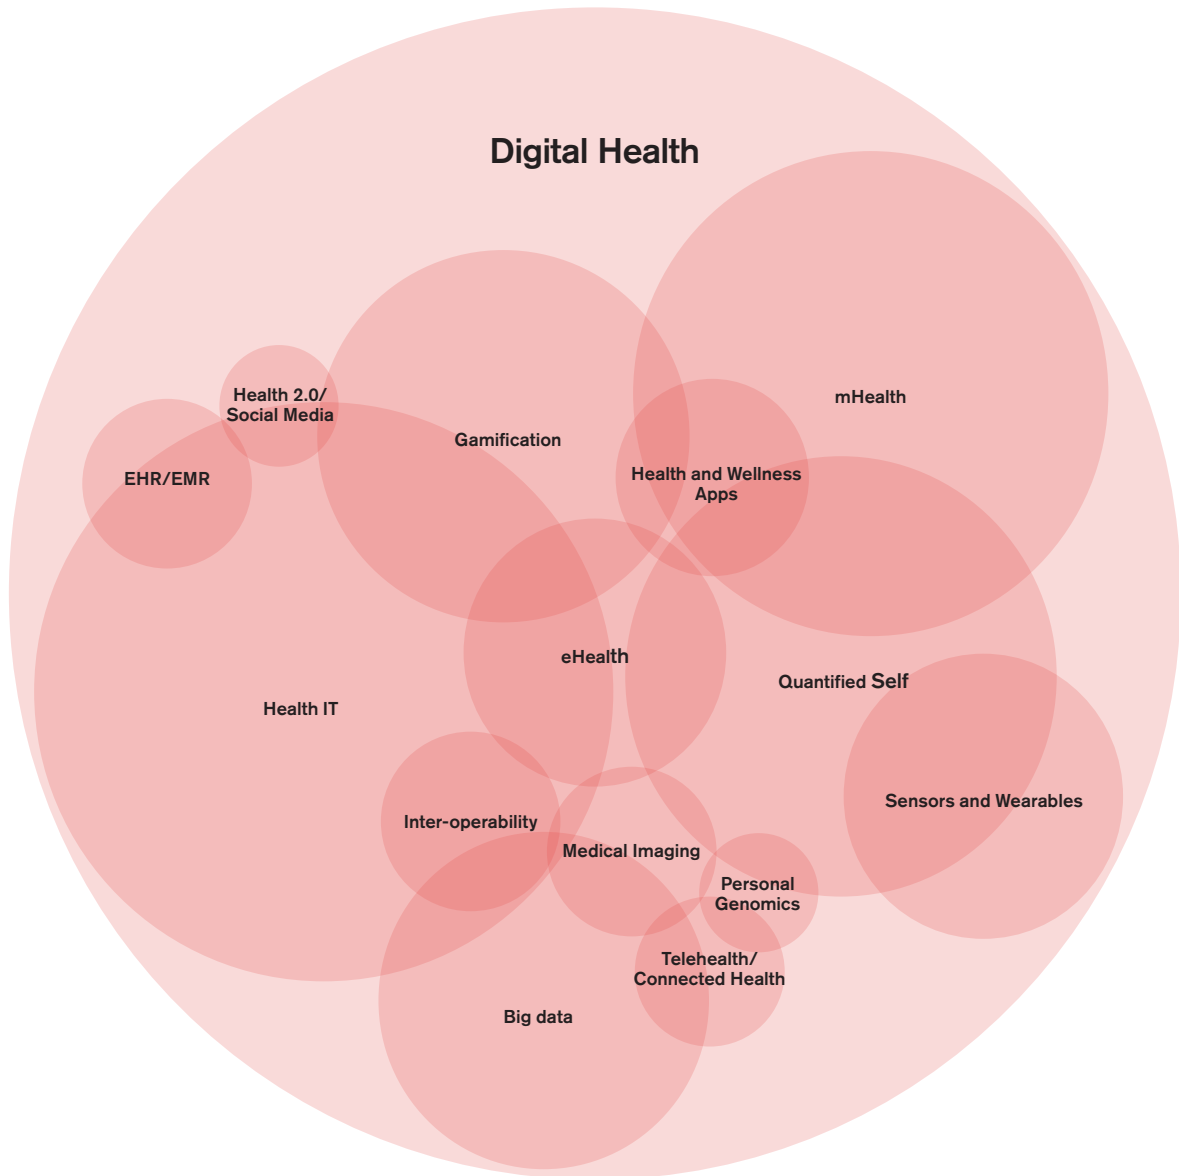 Digital Health
mHealth
Health 2.0/
Social Media
Gamification
EHR/EMR
Health and Wellness
Apps
eHealth
Quantified Self
Health IT
Sensors and Wearables
Inter-operability
Medical Imaging
Personal
Genomics
Telehealth/
Connected Health
Big data